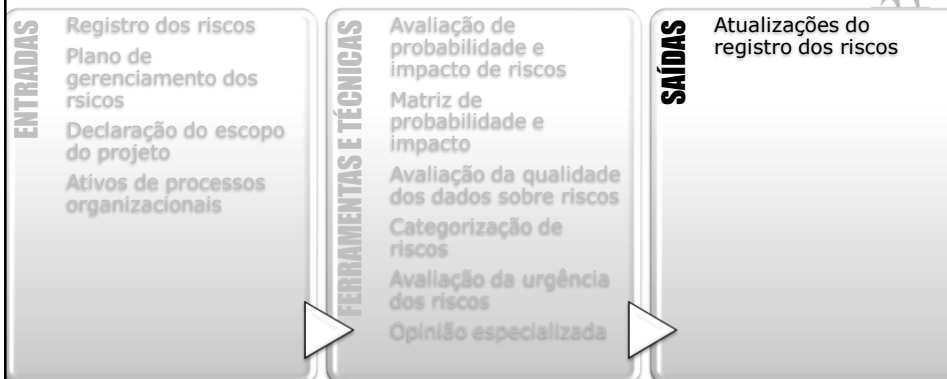 ENTRADAS
Registro dos riscos
Plano de
gerenciamento dos
rsicos
Declaração do escopo
do projeto
Ativos de processos
organizacionais
FERRAMENTAS E TÉCNICAS
Avaliação de
probabilidade e
impacto de riscos
Matriz de
probabilidade e
impacto
Avaliação da qualidade
dos dados sobre riscos
Categorização de
riscos
Avaliação da urgência
dos riscos
Opinião especializada
SAÍDAS
Atualizações do
registro dos riscos